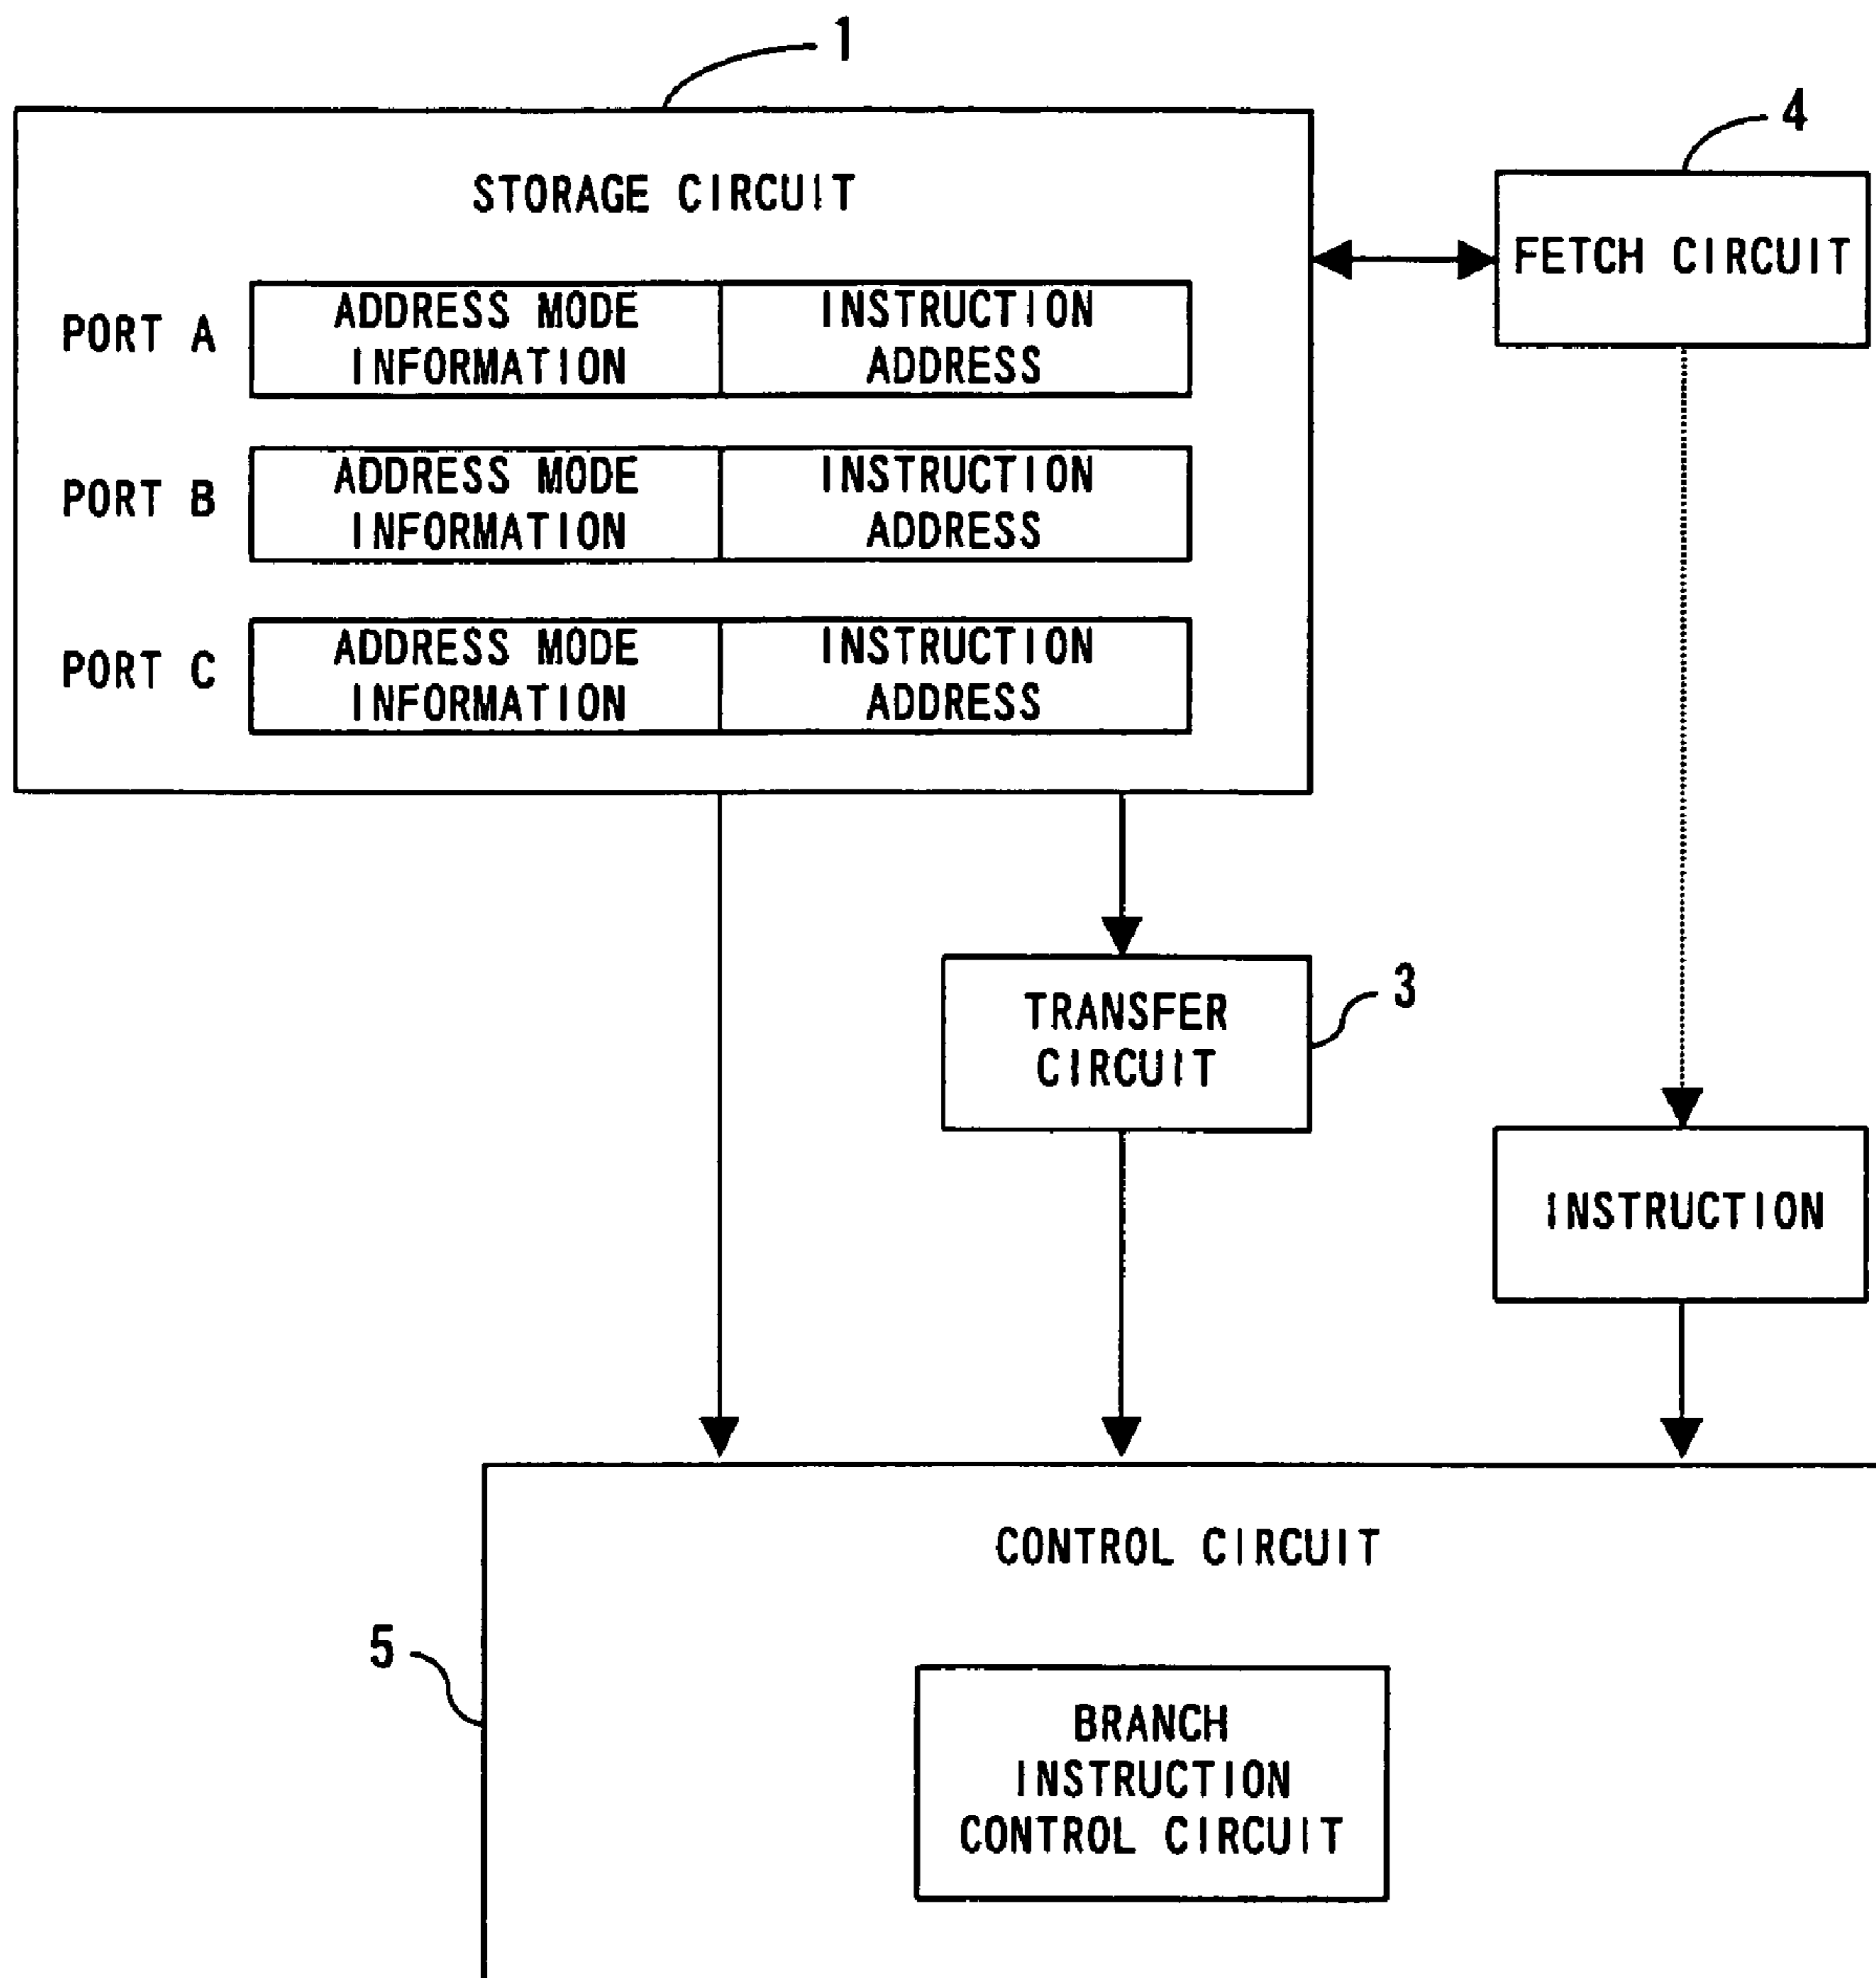 1
4
STORAGE CIRCUIT
FETCH CIRCUIT
PORT A
ADDRESS MODE
INFORMATION
INSTRUCTION
ADDRESS
PORT B
ADDRESS MODE
INFORMATION
INSTRUCTION
ADDRESS
PORT C
ADDRESS MODE
INFORMATION
INSTRUCTION
ADDRESS
TRANSFER
CIRCUIT
3
INSTRUCTION
CONTROL CIRCUIT
5
BRANCH
INSTRUCTION
CONTROL CIRCUIT